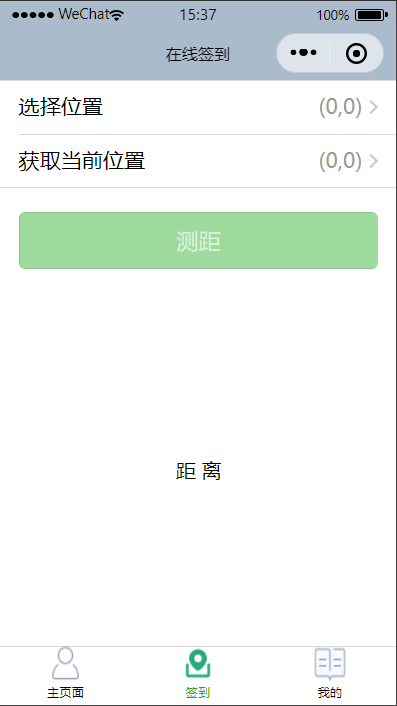 ●●●●● WeChat 15:37 100%
在线签到
选择位置 (0,0)
获取当前位置 (0,0)
测距
距 离
主页面 签到 我的